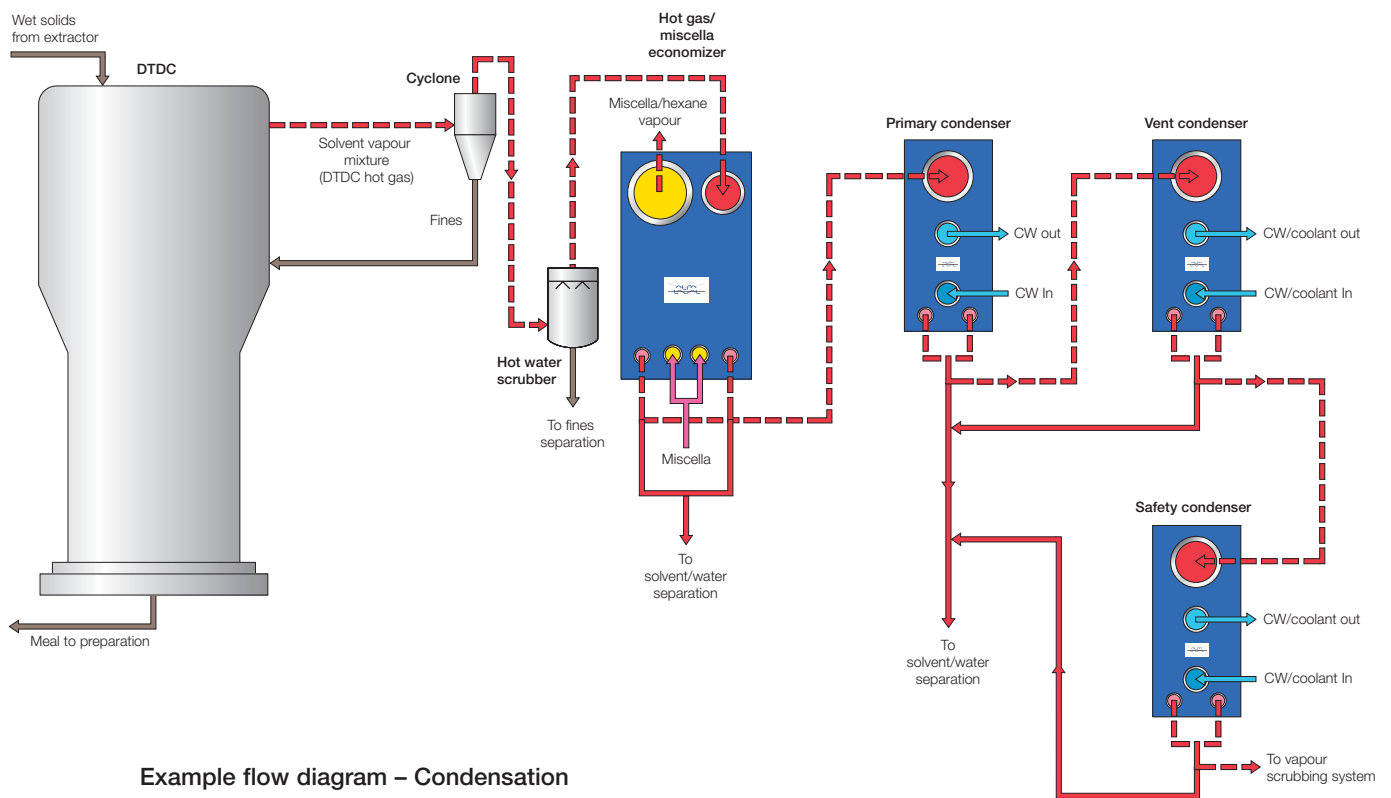 Wet solids
from extractor
DTDC
Solvent vapour
mixture
(DTDC hot gas)
Cyclone
Fines
Hot water
scrubber
To fines
separation
Hot gas/
miscella
economizer
Miscella/hexane
vapour
Miscella
To
solvent/water
separation
Primary condenser
CW out
CW In
Vent condenser
CW/coolant out
CW/coolant In
To
solvent/water
separation
Safety condenser
CW/coolant out
CW/coolant In
To vapour
scrubbing system
Meal to preparation
Example flow diagram – Condensation